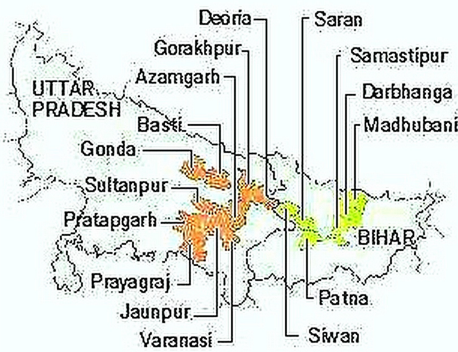 Deoria
Saran
Gorakhpur
Samastipur
Azamgarh
UTTAR
PRADESH
Darbhanga
Basti
Madhubani
Gonda
Sultanpur
Pratapgarh
BIHAR
Prayagraj
Patna
Jaunpur
Varanasi
Siwan